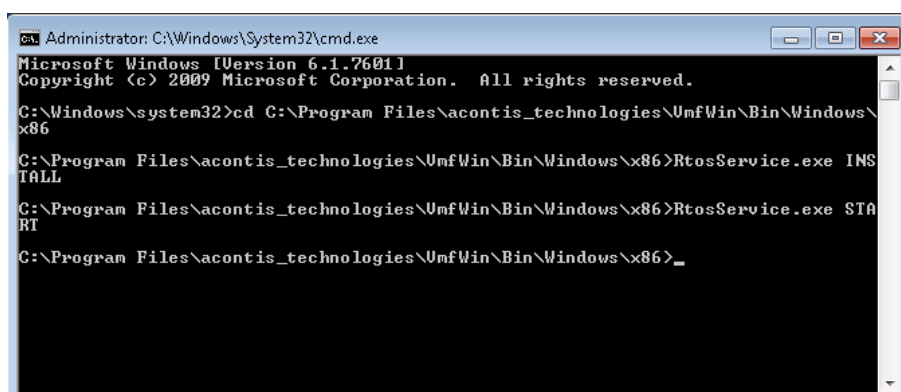 Administrator: C:\Windows\System32\cmd.exe
Microsoft Windows [Version 6.1.7601]
Copyright (c) 2009 Microsoft Corporation.  All rights reserved.
C:\Windows\system32>cd C:\Program Files\acontis_technologies\VmfWin\Bin\Windows\
x86
C:\Program Files\acontis_technologies\VmfWin\Bin\Windows\x86>RtosService.exe INS
TALL
C:\Program Files\acontis_technologies\VmfWin\Bin\Windows\x86>RtosService.exe STA
RT
C:\Program Files\acontis_technologies\VmfWin\Bin\Windows\x86>_